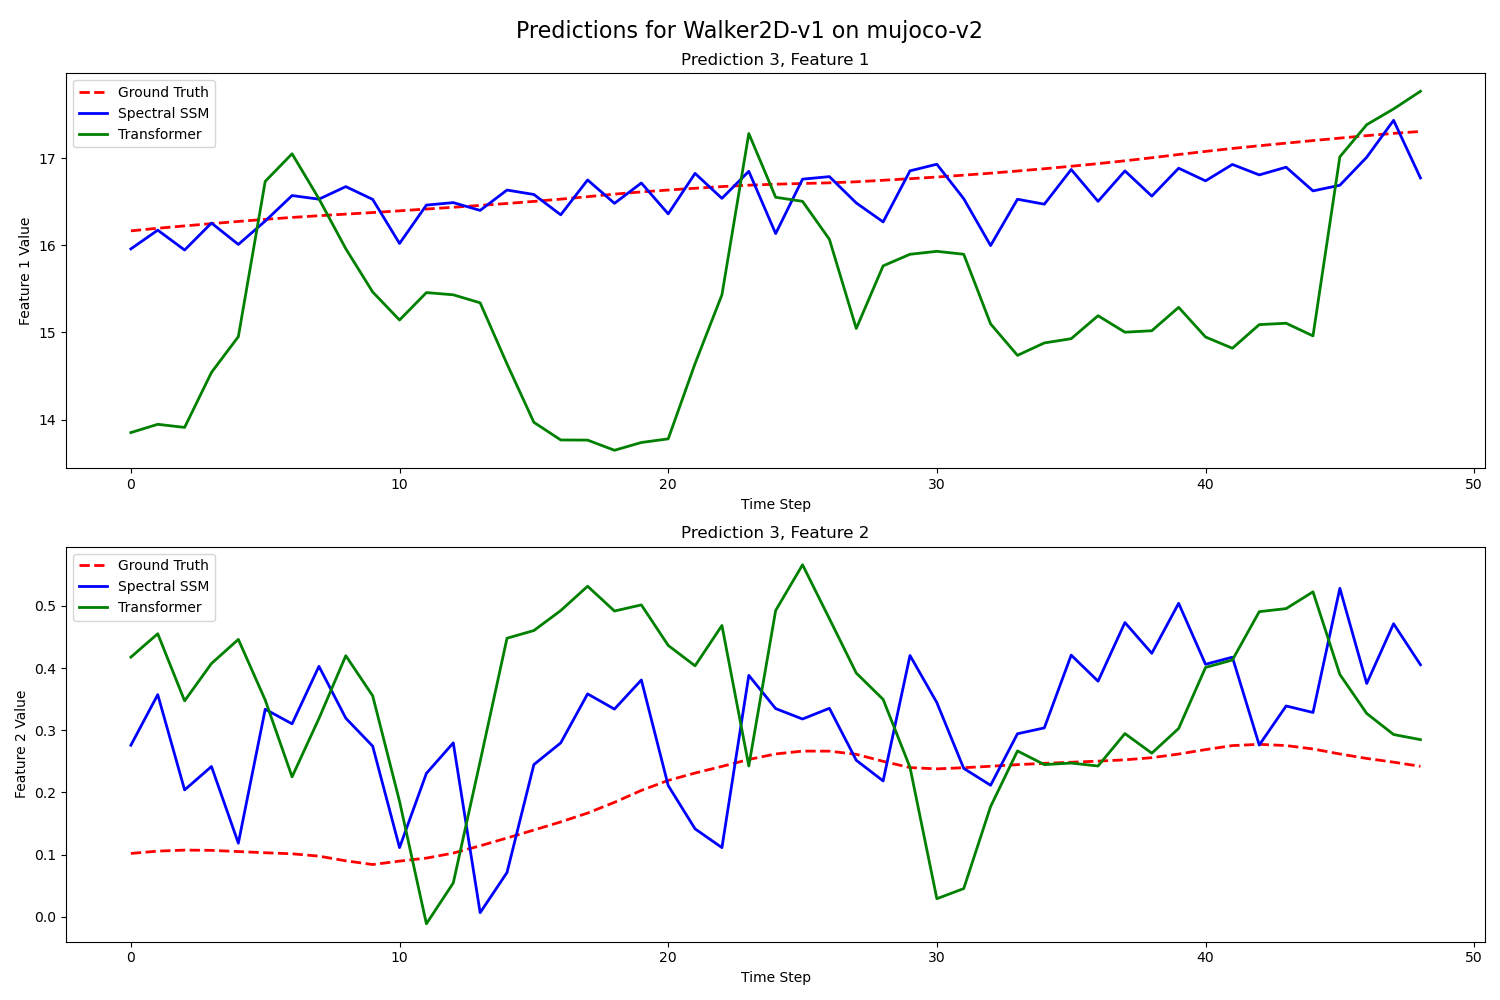 Predictions for Walker2D-v1 on mujoco-v2
Prediction 3, Feature 1
Ground Truth
Spectral SSM
Transformer
Feature 1 Value
17
16
15
14
0 10 20 30 40 50
Time Step
Prediction 3, Feature 2
Ground Truth
Spectral SSM
Transformer
Feature 2 Value
0.5
0.4
0.3
0.2
0.1
0.0
0 10 20 30 40 50
Time Step